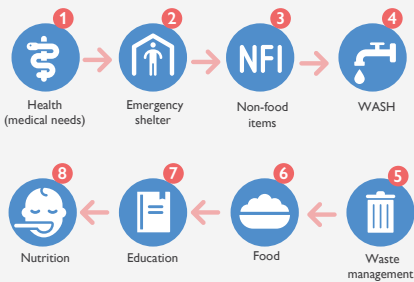 1
Health
(medical needs)
2
Emergency
shelter
3
NFI
Non-food
items
4
WASH
5
Waste
management
6
Food
7
Education
8
Nutrition